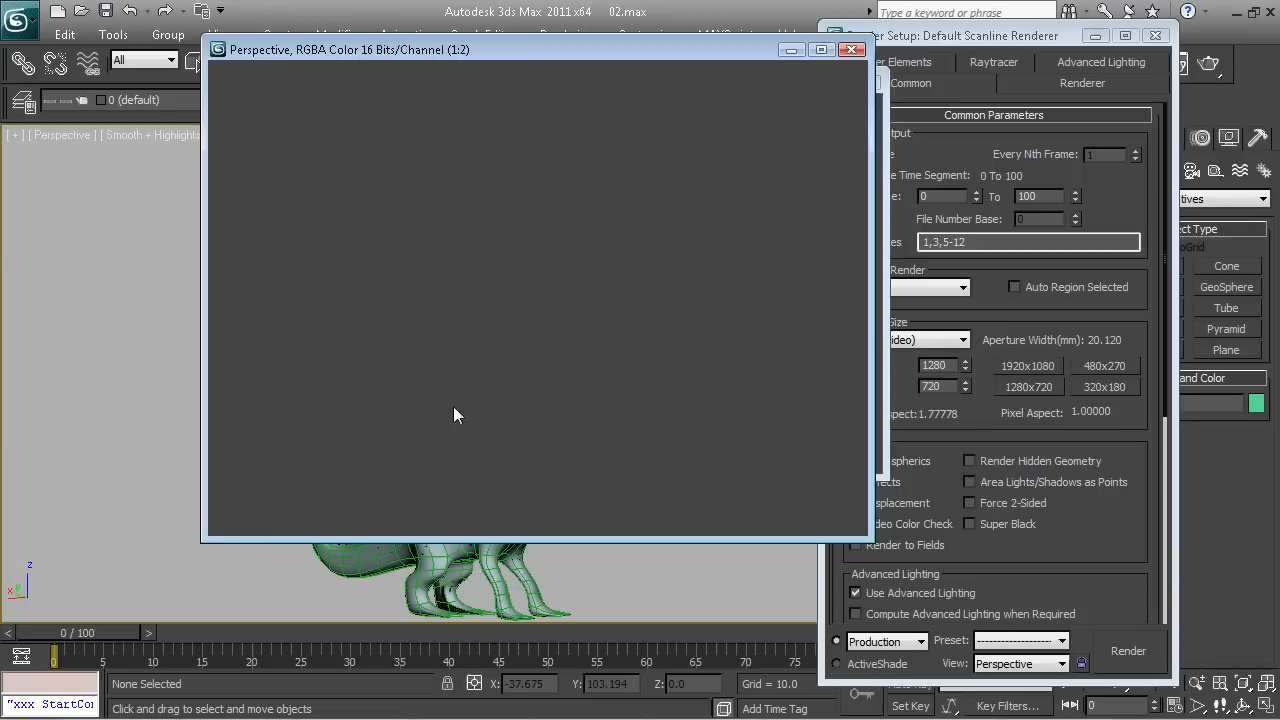 Autodesk 3ds Max 2011 x64 02.max
Type a keyword or phrase
Edit Tools Group
Perspective, RGBA Color 16 Bits/Channel (1:2)
Setup: Default Scanline Renderer
All
Raytracer Advanced Lighting
Common Renderer
0 (default)
Common Parameters
[ + ] [ Perspective ] [ Smooth + Highlights
Every Nth Frame: 1
Time Segment: 0 To 100
0 To 100
File Number Base: 0
1,3,5-12
Render
Auto Region Selected
Size
Aperture Width(mm): 20.120
1280 1920x1080 480x270
720 1280x720 320x180
1.77778 Pixel Aspect: 1.00000
Render Hidden Geometry
Area Lights/Shadows as Points
Force 2-Sided
Color Check Super Black
Render to Fields
Advanced Lighting
Use Advanced Lighting
Compute Advanced Lighting when Required
Production Preset: --------------------
ActiveShade View: Perspective
Render
Cone
GeoSphere
Tube
Pyramid
Plane
and Color
z
x y
< 0 / 100 >
0 5 10 15 20 25 30 35 40 45 50 55 60 65 70 75
None Selected X: -37.675 Y: 103.194 Z: 0.0 Grid = 10.0
"xxx StartCor Click and drag to select and move objects Add Time Tag
Set Key Key Filters... 0